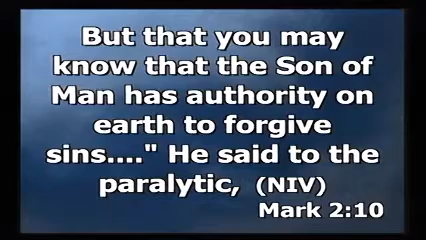 But that you may
know that the Son of
Man has authority on
earth to forgive
sins...." He said to the
paralytic, (NIV)
Mark 2:10